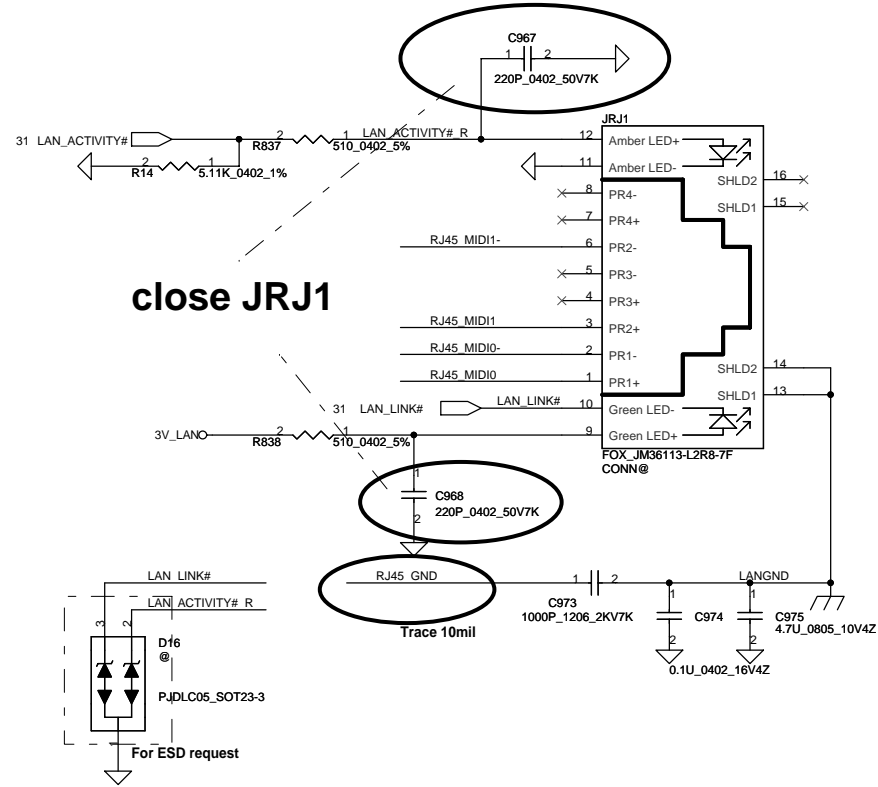 C967
1 2
220P_0402_50V7K
JRJ1
31 LAN_ACTIVITY#
2 1
R837 510_0402_5%
LAN_ACTIVITY#_R
12 Amber LED+
2 1
R14 5.11K_0402_1%
11 Amber LED-
SHLD2 16
8 PR4-
SHLD1 15
7 PR4+
RJ45_MIDI1- 6 PR2-
5 PR3-
close JRJ1
4 PR3+
RJ45_MIDI1 3 PR2+
RJ45_MIDI0- 2 PR1-
SHLD2 14
RJ45_MIDI0 1 PR1+
SHLD1 13
31 LAN_LINK# LAN_LINK# 10 Green LED-
3V_LAN 2 1 9 Green LED+
R838 510_0402_5%
FOX_JM36113-L2R8-7F
CONN@
1
C968
220P_0402_50V7K
2
LAN_LINK#
RJ45_GND
1 2
LANGND
LAN_ACTIVITY#_R
C973
1000P_1206_2KV7K
1
C974
2
0.1U_0402_16V4Z
1
C975
4.7U_0805_10V4Z
2
Trace 10mil
3 2
D16
@
PJDLC05_SOT23-3
1
For ESD request